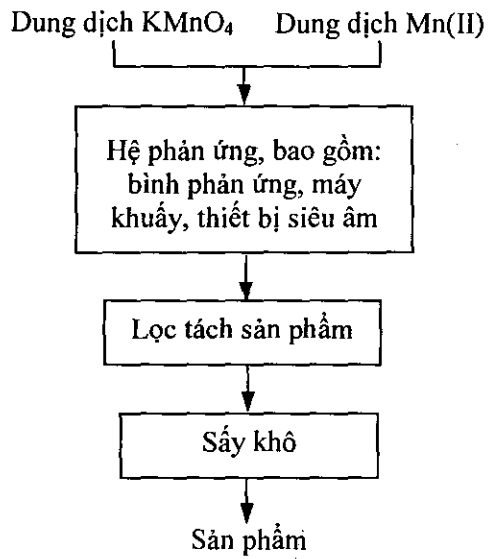 Dung dịch KMnO₄ Dung dịch Mn(II)
Hệ phản ứng, bao gồm:
bình phản ứng, máy
khuấy, thiết bị siêu âm
Lọc tách sản phẩm
Sấy khô
Sản phẩm